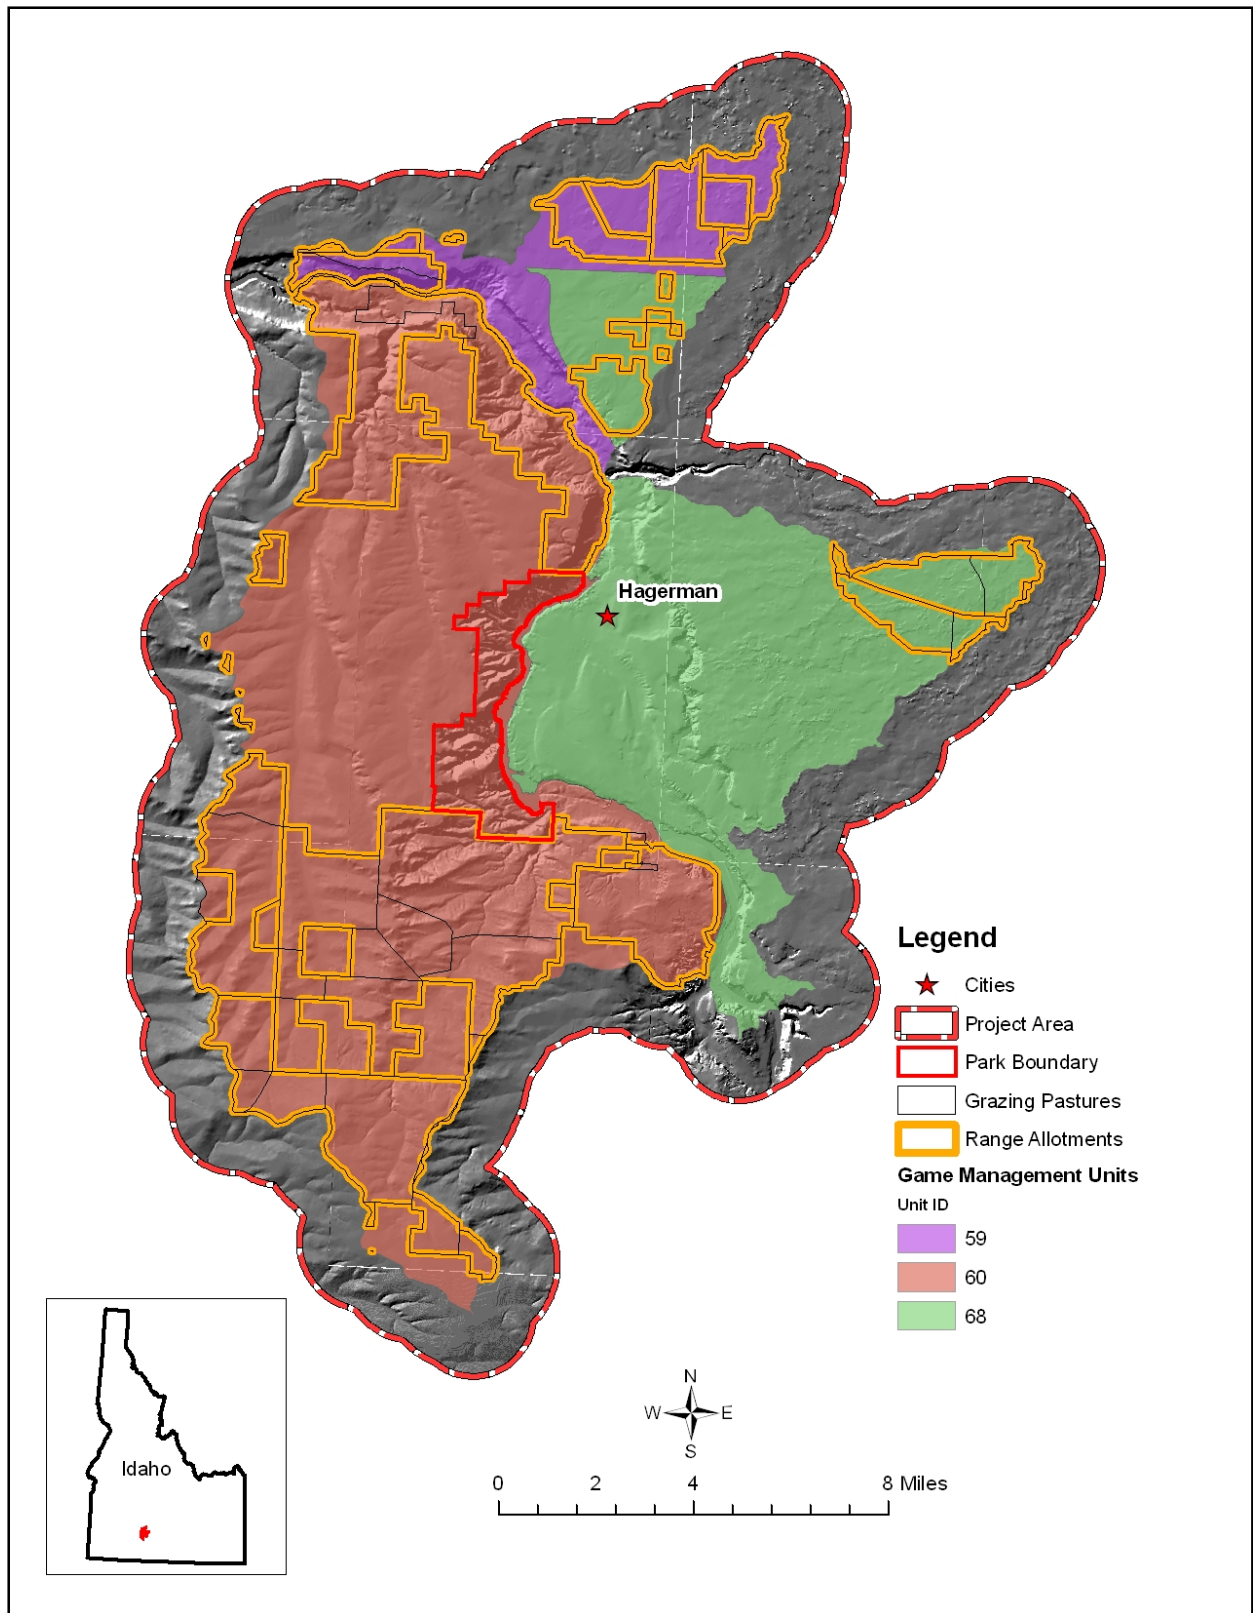 Hagerman
Legend
Cities
Project Area
Park Boundary
Grazing Pastures
Range Allotments
Game Management Units
Unit ID
59
60
68
Idaho
N
W E
S
0 2 4 8 Miles